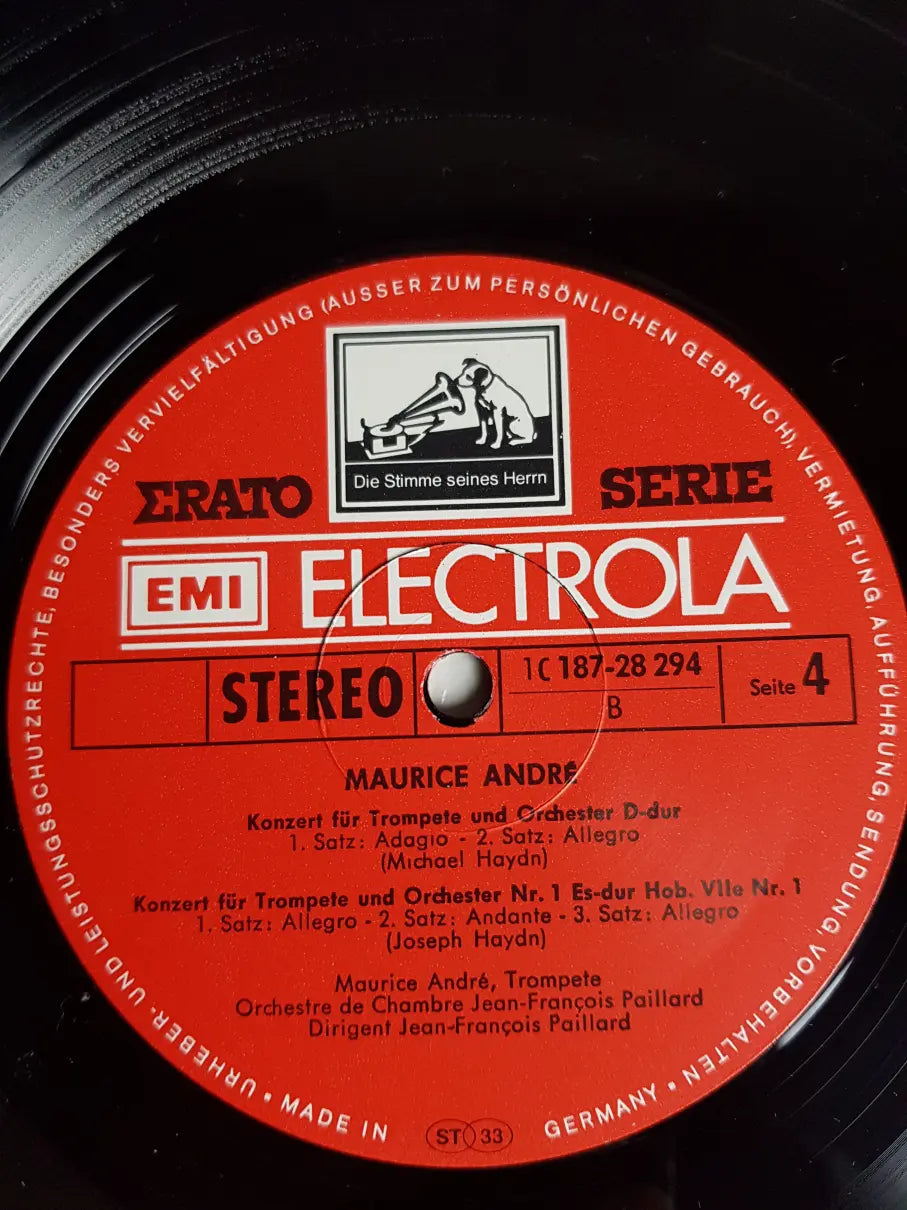 URHEBER- UND LEISTUNGSSCHUTZRECHTE, BESONDERS VERVIELFÄLTIGUNG (AUSSER ZUM PERSÖNLICHEN GEBRAUCH), VERMIETUNG, AUFFÜHRUNG, SENDUNG, VORBEHALTEN •
Die Stimme seines Herrn
ΣRATO SERIE
EMI ELECTROLA
STEREO
1C 187-28 294
B
Seite 4
MAURICE ANDRÉ
Konzert für Trompete und Orchester D-dur
1. Satz: Adagio - 2. Satz: Allegro
(Michael Haydn)
Konzert für Trompete und Orchester Nr. 1 Es-dur Hob. VIIe Nr. 1
1. Satz: Allegro - 2. Satz: Andante - 3. Satz: Allegro
(Joseph Haydn)
Maurice André, Trompete
Orchestre de Chambre Jean-François Paillard
Dirigent Jean-François Paillard
• MADE IN GERMANY •
ST 33